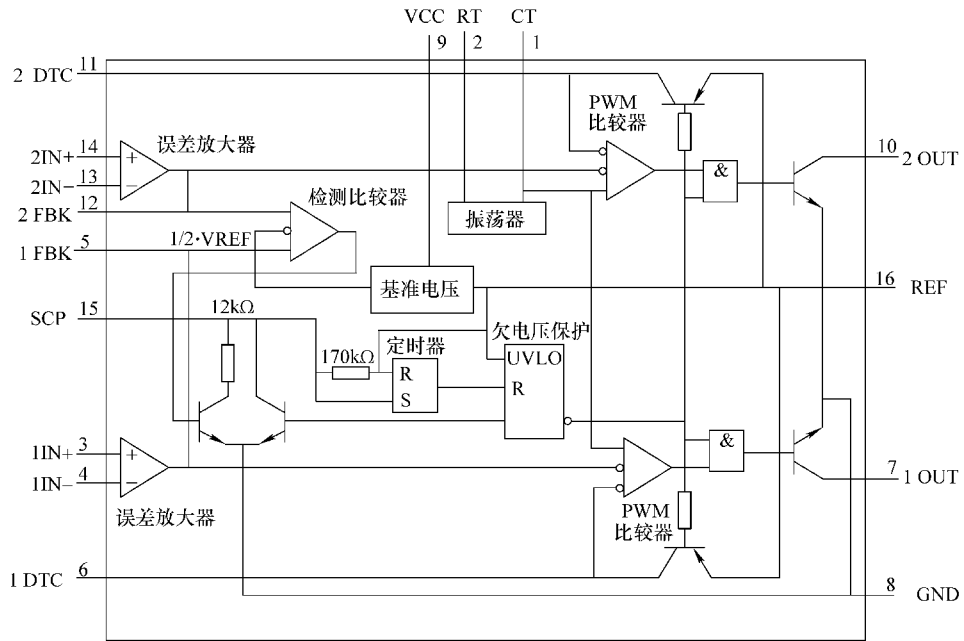 VCC RT CT
9 2 1
2 DTC 11
PWM
比较器
误差放大器
2IN+ 14
+
2IN− 13
−
&
10 2 OUT
2 FBK 12
检测比较器
振荡器
1 FBK 5
1/2·VREF
基准电压
16 REF
SCP 15
12kΩ
欠电压保护
定时器
170kΩ
UVLO
R
R
S
1IN+ 3
+
1IN− 4
−
&
7 1 OUT
误差放大器
PWM
比较器
1 DTC 6
8 GND